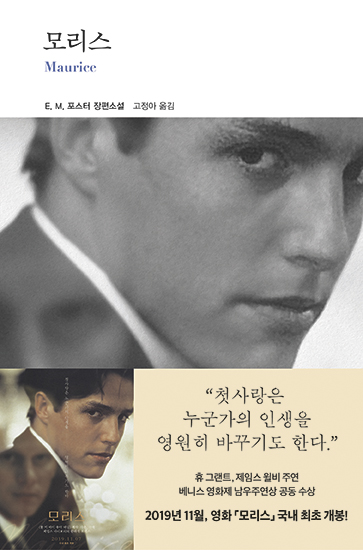 모리스
Maurice
E. M. 포스터 장편소설 고정아 옮김
“첫사랑은
누군가의 인생을
영원히 바꾸기도 한다.”
휴 그랜트, 제임스 윌비 주연
베니스 영화제 남우주연상 공동 수상
2019년 11월, 영화 「모리스」 국내 최초 개봉!
모리스
2019.11.07